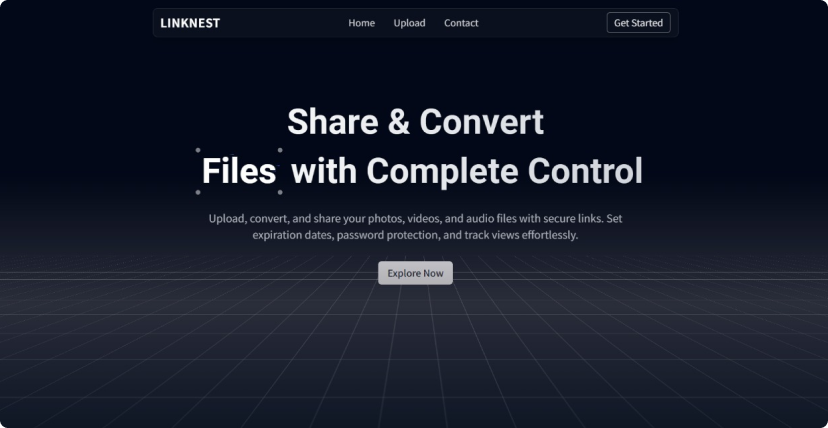 LINKNEST
Home
Upload
Contact
Get Started
Share & Convert
Files with Complete Control
Upload, convert, and share your photos, videos, and audio files with secure links. Set
expiration dates, password protection, and track views effortlessly.
Explore Now